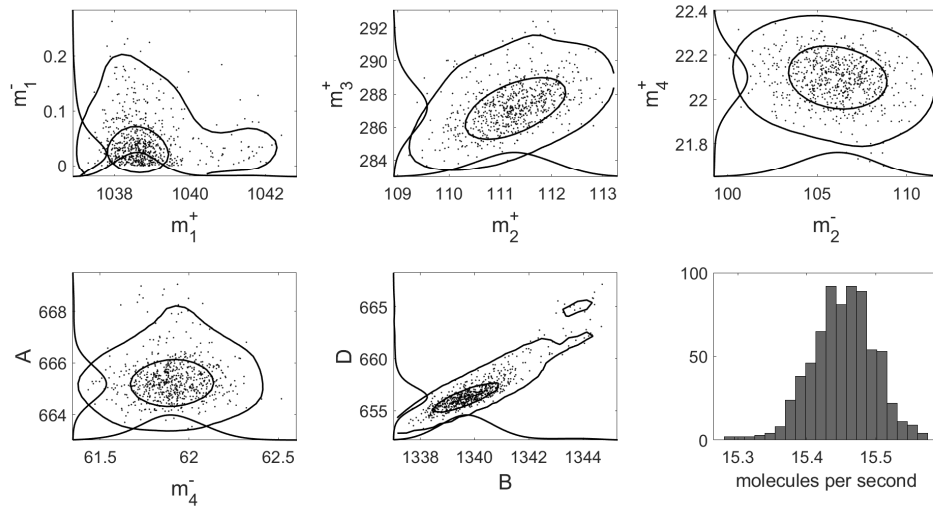 0.2
0.1
0
m₁⁻
1038 1040 1042
m₁⁺
292
290
288
286
284
m₃⁺
109 110 111 112 113
m₂⁺
22.4
22.2
22
21.8
m₄⁺
100 105 110
m₂⁻
668
666
664
A
61.5 62 62.5
m₄⁻
665
660
655
D
1338 1340 1342 1344
B
100
50
0
15.3 15.4 15.5
molecules per second